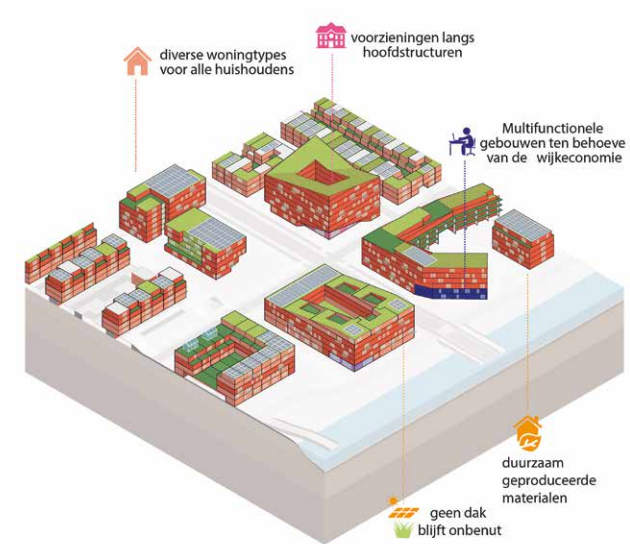 diverse woningtypes
voor alle huishoudens
voorzieningen langs
hoofdstructuren
Multifunctionele
gebouwen ten behoeve
van de wijkeconomie
duurzaam
geproduceerde
materialen
geen dak
blijft onbenut